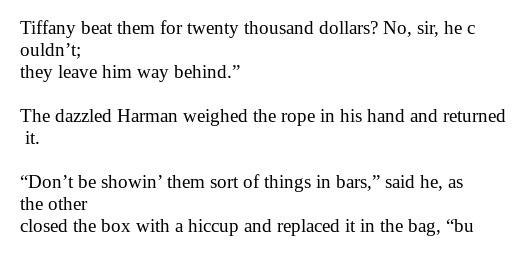 Tiffany beat them for twenty thousand dollars? No, sir, he c
ouldn’t;
they leave him way behind.”
The dazzled Harman weighed the rope in his hand and returned
it.
“Don’t be showin’ them sort of things in bars,” said he, as
the other
closed the box with a hiccup and replaced it in the bag, “bu